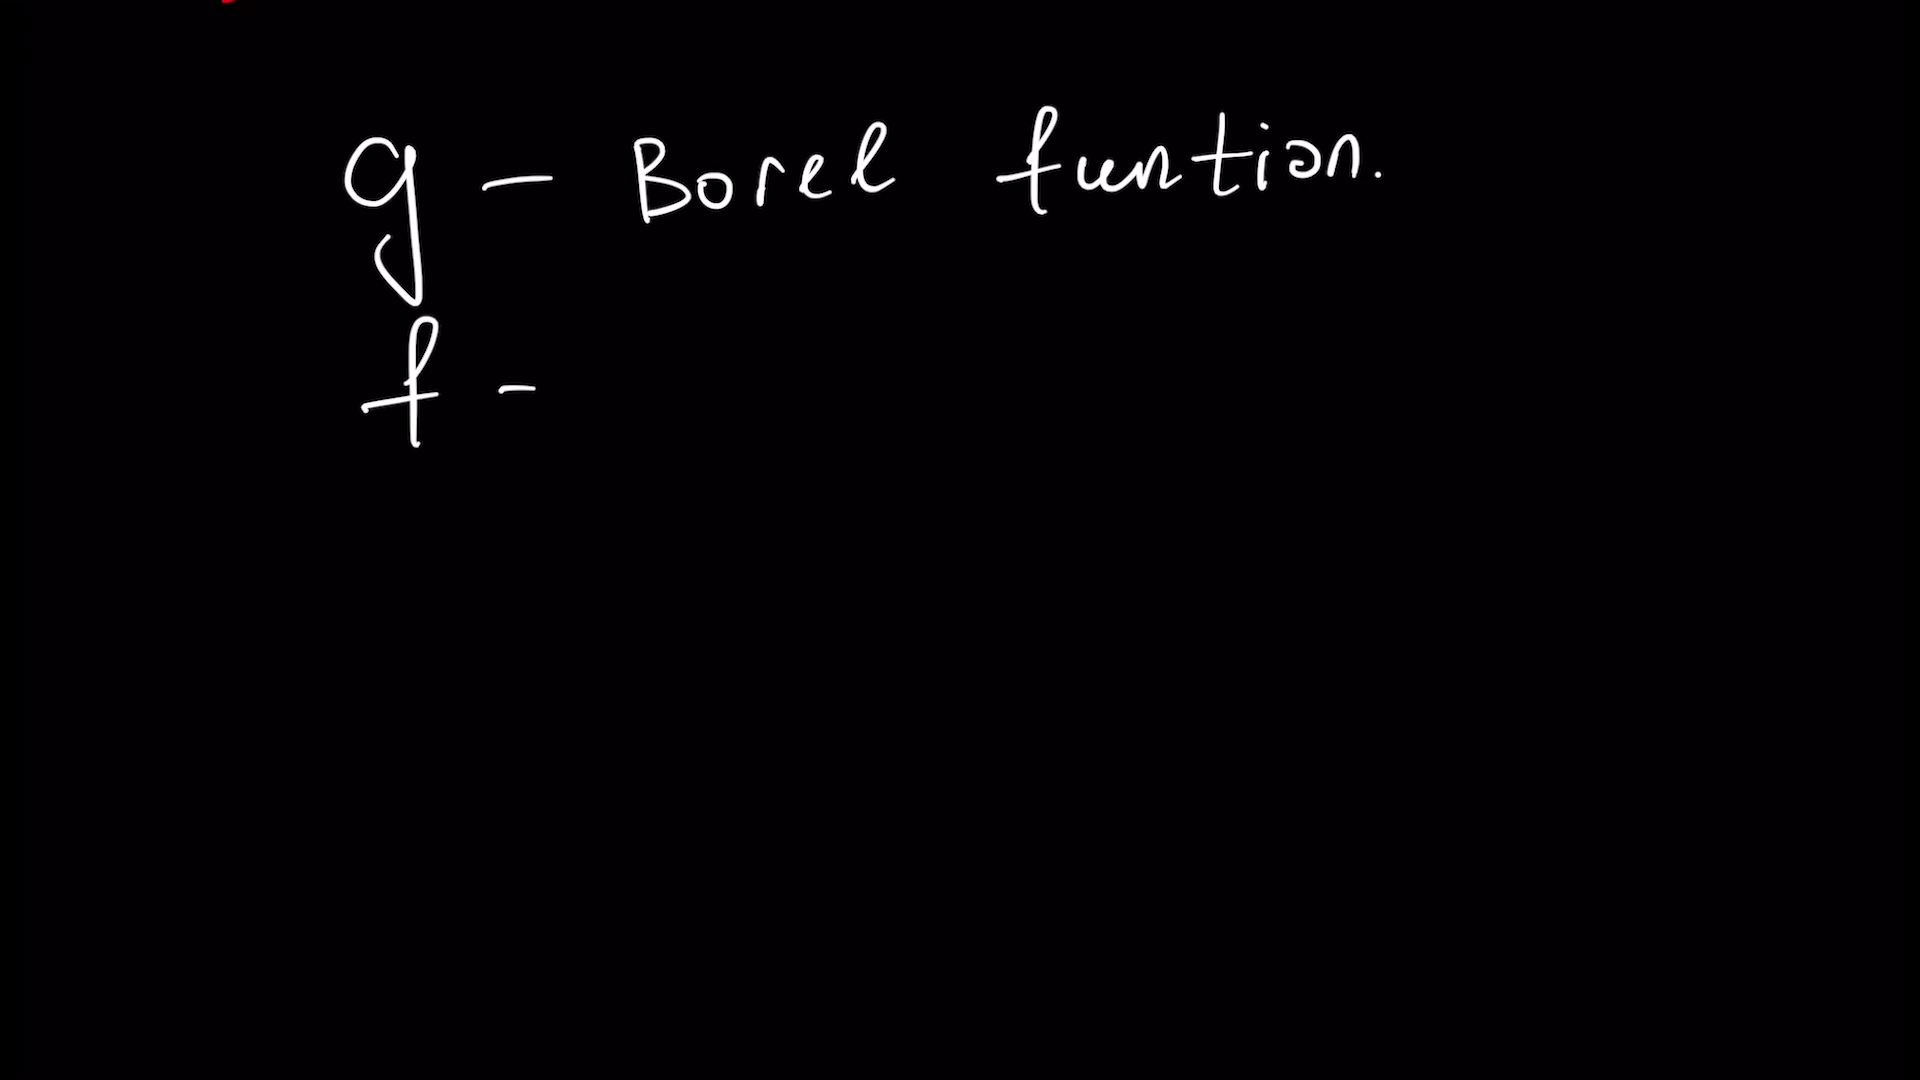 g - Borel funtion.
f -